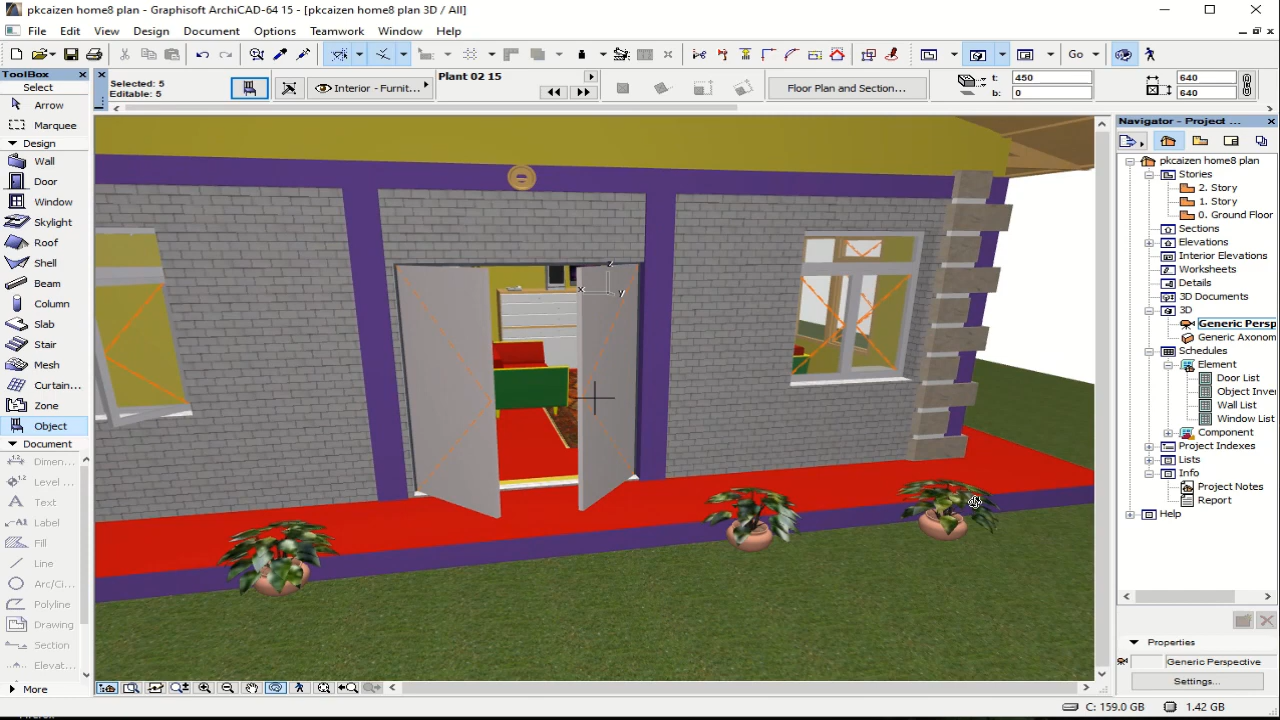 pkcaizen home8 plan - Graphisoft ArchiCAD-64 15 - [pkcaizen home8 plan 3D / All]
File Edit View Design Document Options Teamwork Window Help
Go
ToolBox
Select
Arrow
Marquee
Design
Wall
Door
Window
Skylight
Roof
Shell
Beam
Column
Slab
Stair
Mesh
Curtain...
Zone
Object
Document
Dimen...
Level ...
Text
Label
Fill
Line
Arc/Ci...
Polyline
Drawing
Section
Elevat...
More
Selected: 5
Editable: 5
Interior - Furnit...
Plant 02 15
Floor Plan and Section...
t: 450
b: 0
640
640
z
x
y
Navigator - Project ...
pkcaizen home8 plan
Stories
2. Story
1. Story
0. Ground Floor
Sections
Elevations
Interior Elevations
Worksheets
Details
3D Documents
3D
Generic Persp
Generic Axonom
Schedules
Element
Door List
Object Inve
Wall List
Window List
Component
Project Indexes
Lists
Info
Project Notes
Report
Help
Properties
Generic Perspective
Settings...
C: 159.0 GB
1.42 GB